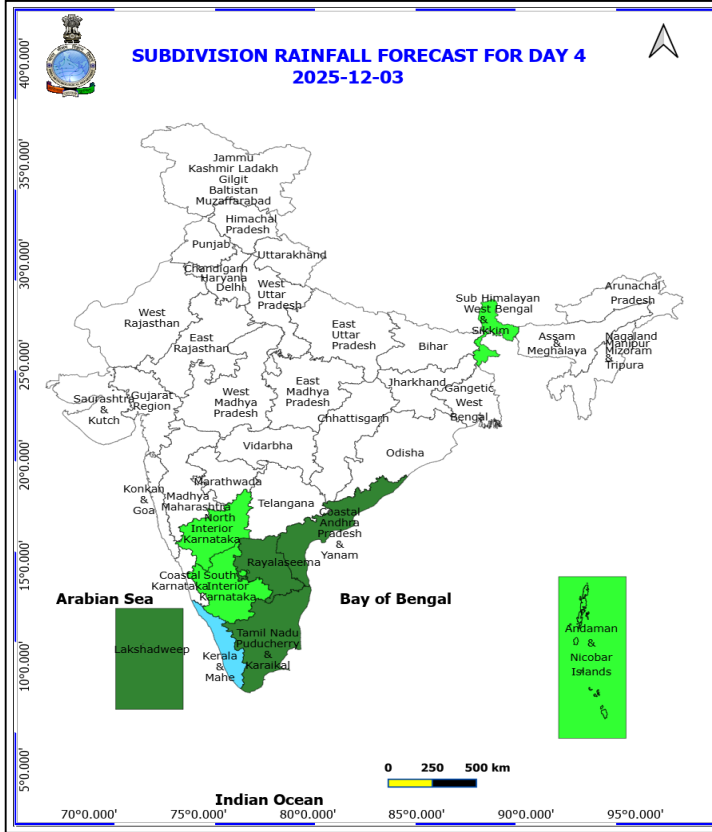 SUBDIVISION RAINFALL FORECAST FOR DAY 4
2025-12-03
40°0.000'
35°0.000'
30°0.000'
25°0.000'
20°0.000'
15°0.000'
10°0.000'
5°0.000'
Jammu
Kashmir Ladakh
Gilgit
Baltistan
Muzaffarabad
Himachal
Pradesh
Punjab
Uttarakhand
Chandigarh
Haryana
Delhi
West
Uttar
Pradesh
West
Rajasthan
East
Rajasthan
East
Uttar
Pradesh
Bihar
Sub Himalayan
West Bengal
&
Sikkim
Arunachal
Pradesh
Assam
&
Meghalaya
Nagaland
Manipur
Mizoram
&
Tripura
Saurashtra
&
Kutch
Gujarat
Region
West
Madhya
Pradesh
East
Madhya
Pradesh
Jharkhand
Gangetic
West
Bengal
Chhattisgarh
Vidarbha
Odisha
Konkan
&
Goa
Madhya
Maharashtra
Marathwada
Telangana
North
Interior
Karnataka
Coastal
Andhra
Pradesh
&
Yanam
Rayalaseema
Coastal
Karnataka
South
Interior
Karnataka
Arabian Sea
Bay of Bengal
Lakshadweep
Kerala
&
Mahe
Tamil Nadu
Puducherry
&
Karaikal
Andaman
&
Nicobar
Islands
0 250 500 km
Indian Ocean
70°0.000' 75°0.000' 80°0.000' 85°0.000' 90°0.000' 95°0.000'